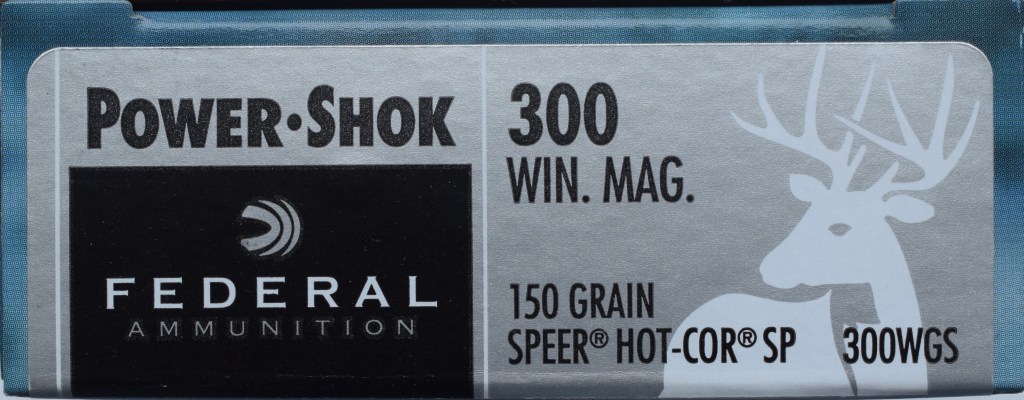 POWER•SHOK
FEDERAL
AMMUNITION
300
WIN. MAG.
150 GRAIN
SPEER® HOT-COR® SP 300WGS